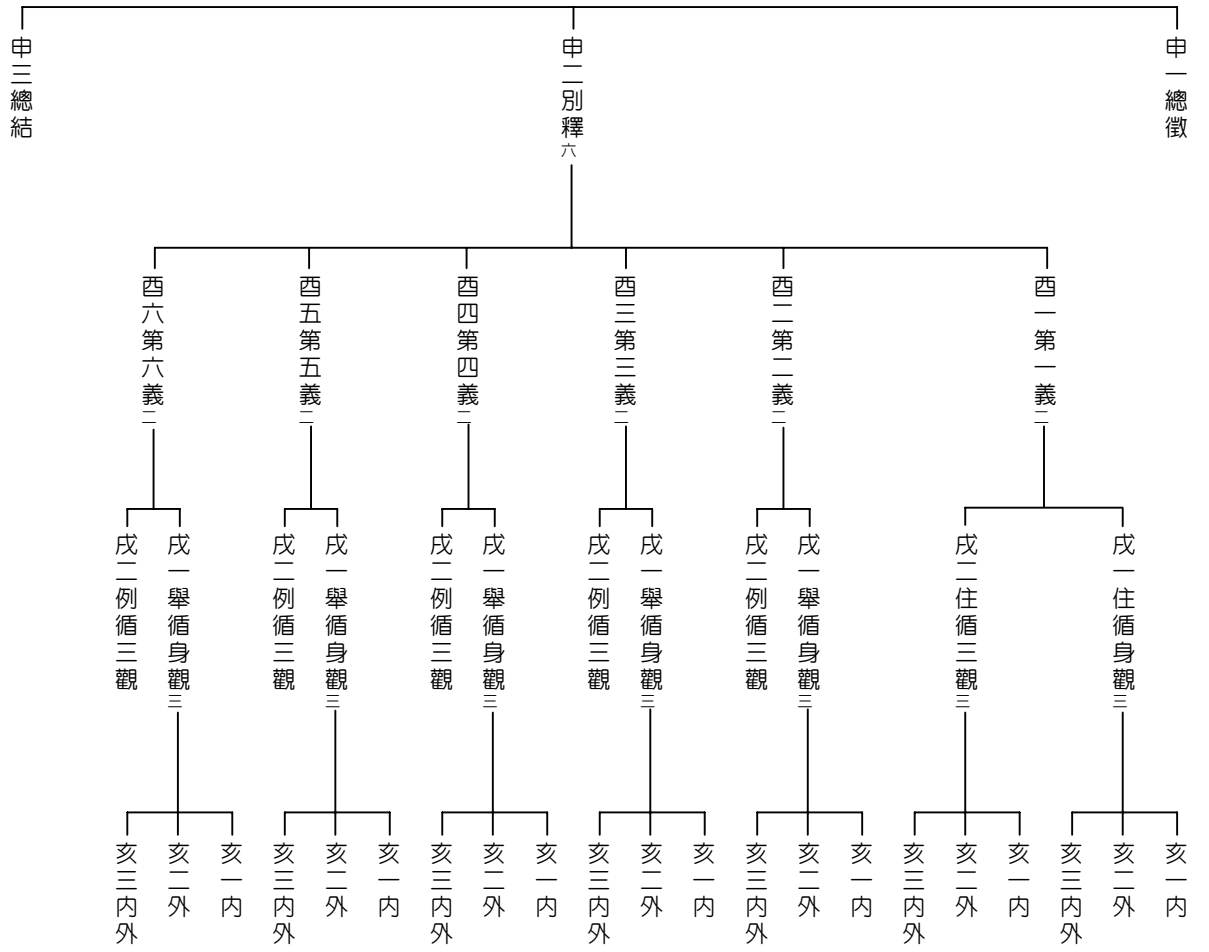 申一總徵
申二別釋六
申三總結
酉一第一義二
酉二第二義二
酉三第三義二
酉四第四義二
酉五第五義二
酉六第六義二
戌一住循身觀三
戌二住循三觀三
戌一舉循身觀三
戌二例循三觀
戌一舉循身觀三
戌二例循三觀
戌一舉循身觀三
戌二例循三觀
戌一舉循身觀三
戌二例循三觀
戌一舉循身觀三
戌二例循三觀
亥一內
亥二外
亥三內外
亥一內
亥二外
亥三內外
亥一內
亥二外
亥三內外
亥一內
亥二外
亥三內外
亥一內
亥二外
亥三內外
亥一內
亥二外
亥三內外
亥一內
亥二外
亥三內外